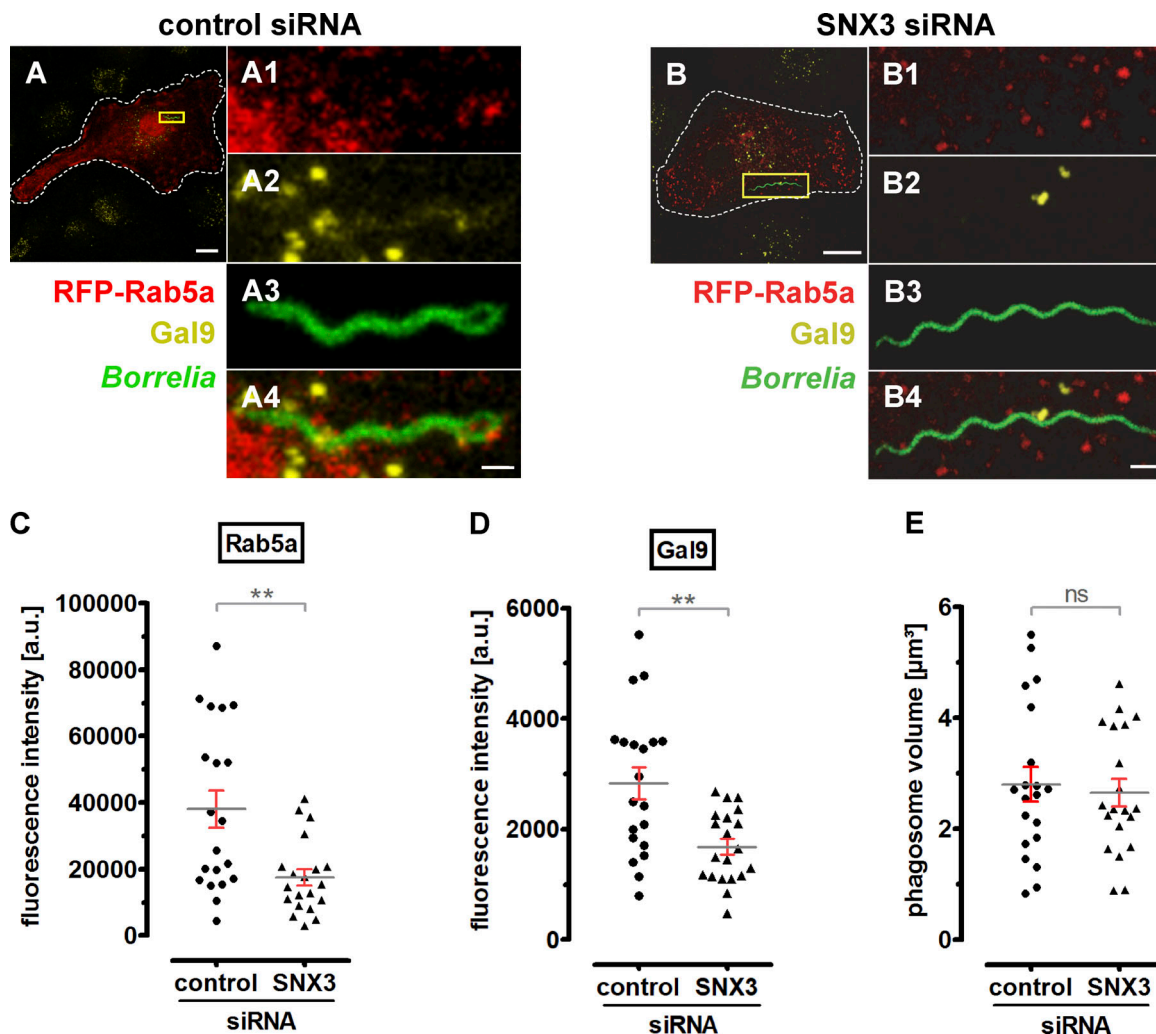 control siRNA
SNX3 siRNA
A
A1
A2
A3
A4
RFP-Rab5a
Gal9
Borrelia
B
B1
B2
B3
B4
RFP-Rab5a
Gal9
Borrelia
C
Rab5a
**
fluorescence intensity [a.u.]
100000
80000
60000
40000
20000
0
control SNX3
siRNA
D
Gal9
**
fluorescence intensity [a.u.]
6000
4000
2000
0
control SNX3
siRNA
E
ns
phagosome volume [µm³]
6
4
2
0
control SNX3
siRNA